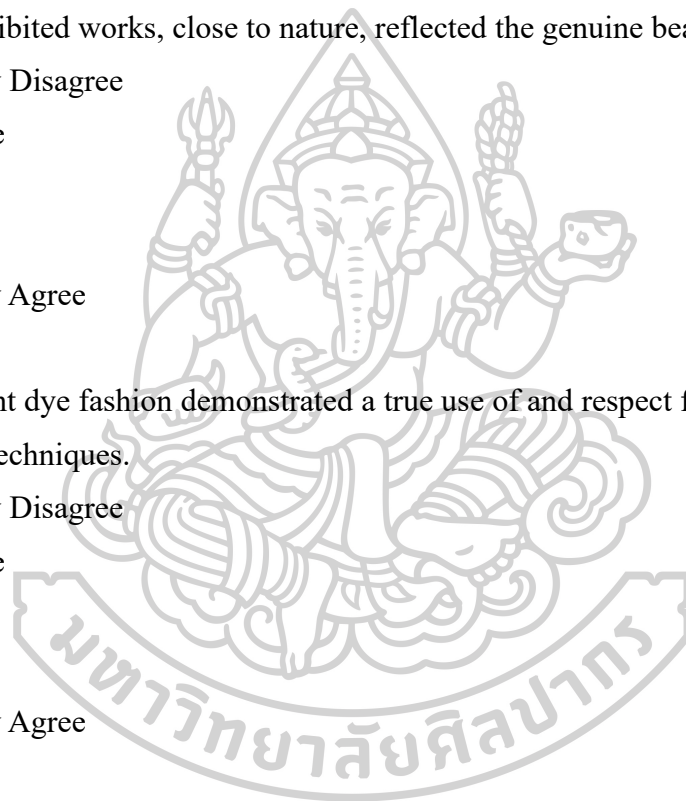 ibited works, close to nature, reflected the genuine bea
Disagree
e
Agree
nt dye fashion demonstrated a true use of and respect f
echniques.
Disagree
e
Agree
มหาวิทยาลัยศิลปากร